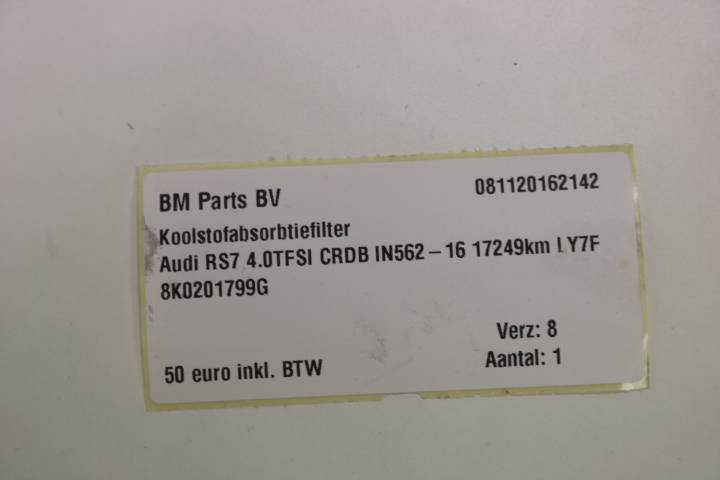 BM Parts BV 081120162142
Koolstofabsorbtiefilter
Audi RS7 4.0TFSI CRDB IN562-16 17249km LY7F
8K0201799G
Verz: 8
50 euro inkl. BTW Aantal: 1